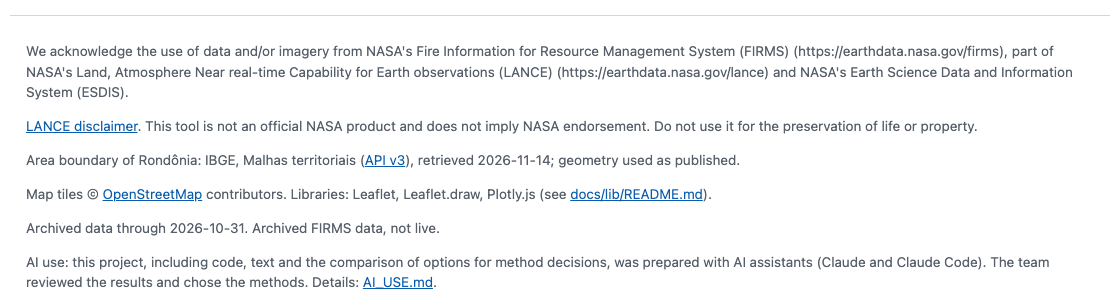 We acknowledge the use of data and/or imagery from NASA's Fire Information for Resource Management System (FIRMS) (https://earthdata.nasa.gov/firms), part of
NASA's Land, Atmosphere Near real-time Capability for Earth observations (LANCE) (https://earthdata.nasa.gov/lance) and NASA's Earth Science Data and Information
System (ESDIS).
LANCE disclaimer. This tool is not an official NASA product and does not imply NASA endorsement. Do not use it for the preservation of life or property.
Area boundary of Rondônia: IBGE, Malhas territoriais (API v3), retrieved 2026-11-14; geometry used as published.
Map tiles © OpenStreetMap contributors. Libraries: Leaflet, Leaflet.draw, Plotly.js (see docs/lib/README.md).
Archived data through 2026-10-31. Archived FIRMS data, not live.
AI use: this project, including code, text and the comparison of options for method decisions, was prepared with AI assistants (Claude and Claude Code). The team
reviewed the results and chose the methods. Details: AI_USE.md.